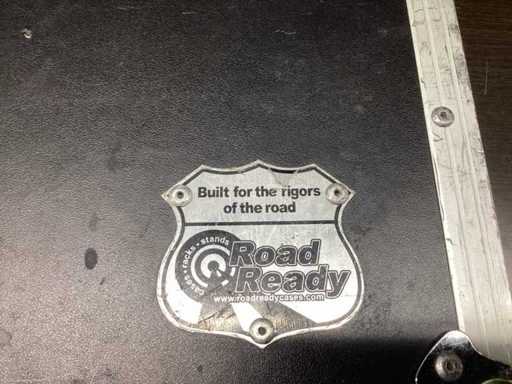 Built for the rigors
of the road
cases • racks • stands
Road
Ready
www.roadreadycases.com